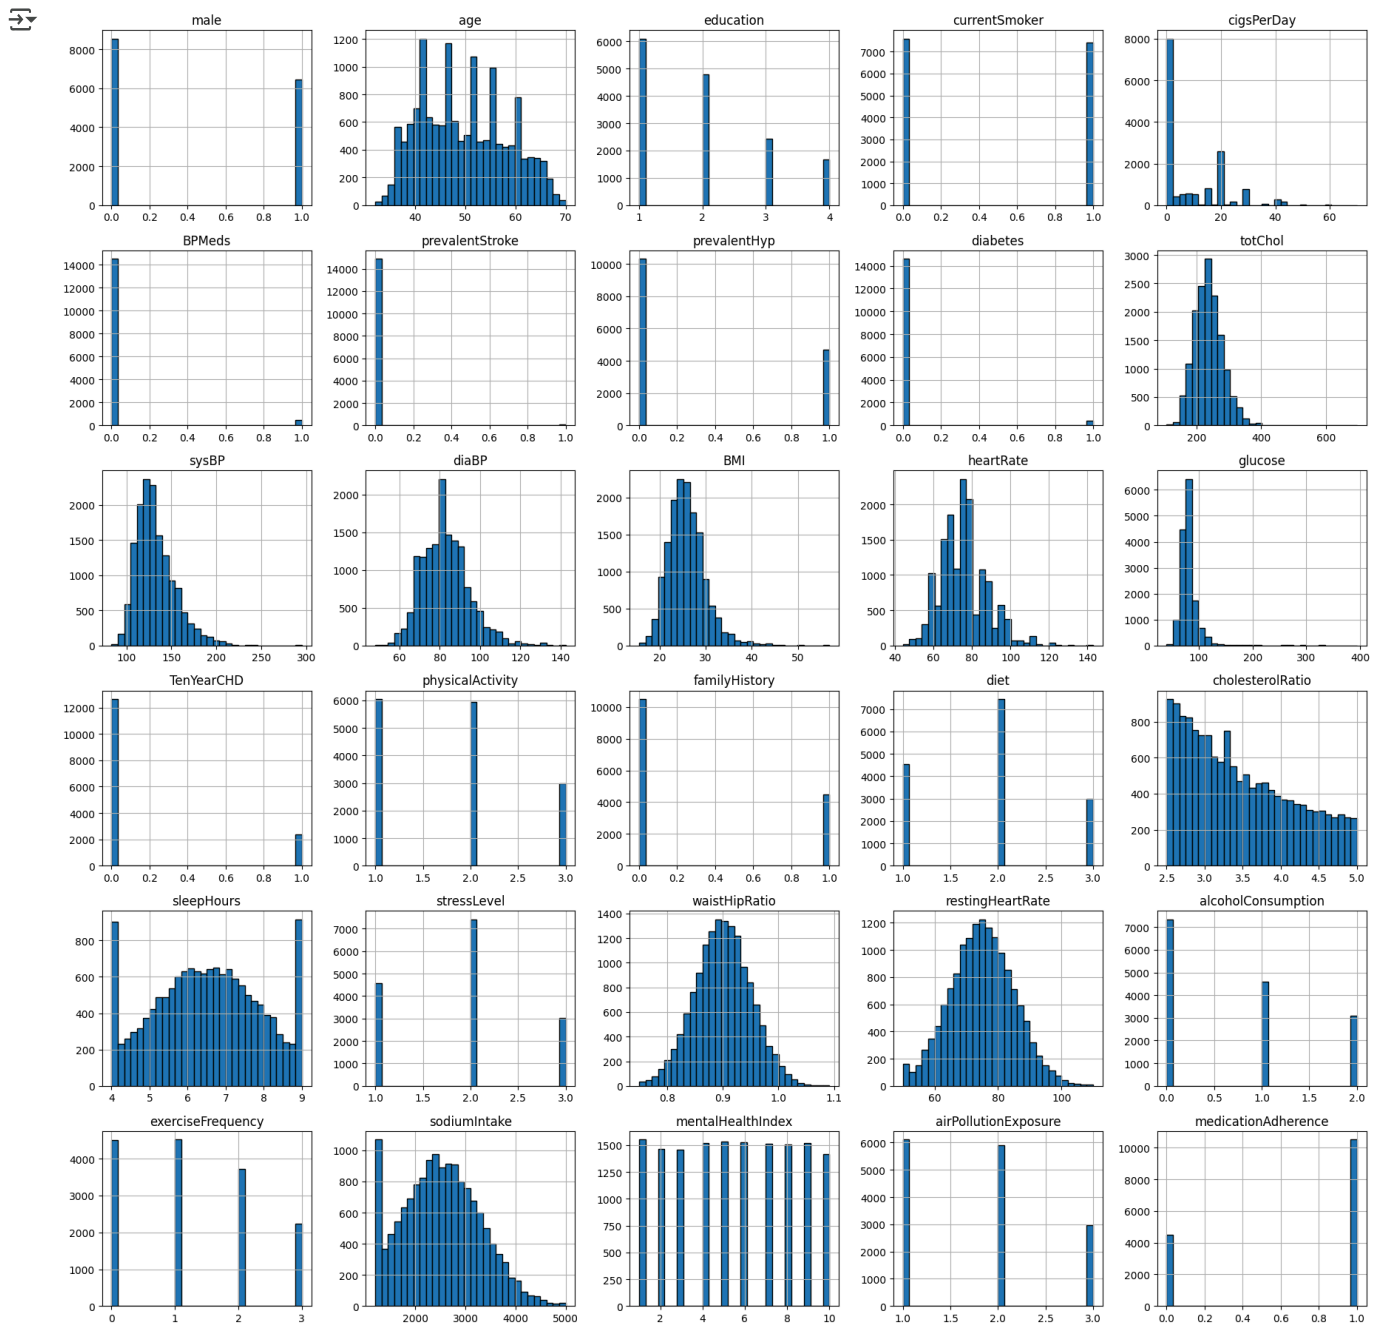 male age education currentSmoker cigsPerDay
8000 6000 4000 2000 0
0.0 0.2 0.4 0.6 0.8 1.0
1200 1000 800 600 400 200 0
40 50 60 70
6000 5000 4000 3000 2000 1000 0
1 2 3 4
7000 6000 5000 4000 3000 2000 1000 0
0.0 0.2 0.4 0.6 0.8 1.0
8000 6000 4000 2000 0
0 20 40 60
BPMeds prevalentStroke prevalentHyp diabetes totChol
14000 12000 10000 8000 6000 4000 2000 0
0.0 0.2 0.4 0.6 0.8 1.0
14000 12000 10000 8000 6000 4000 2000 0
0.0 0.2 0.4 0.6 0.8 1.0
10000 8000 6000 4000 2000 0
0.0 0.2 0.4 0.6 0.8 1.0
14000 12000 10000 8000 6000 4000 2000 0
0.0 0.2 0.4 0.6 0.8 1.0
3000 2500 2000 1500 1000 500 0
200 400 600
sysBP diaBP BMI heartRate glucose
2000 1500 1000 500 0
100 150 200 250 300
2000 1500 1000 500 0
60 80 100 120 140
2000 1500 1000 500 0
20 30 40 50
2000 1500 1000 500 0
40 60 80 100 120 140
6000 5000 4000 3000 2000 1000 0
100 200 300 400
TenYearCHD physicalActivity familyHistory diet cholesterolRatio
12000 10000 8000 6000 4000 2000 0
0.0 0.2 0.4 0.6 0.8 1.0
6000 5000 4000 3000 2000 1000 0
1.0 1.5 2.0 2.5 3.0
10000 8000 6000 4000 2000 0
0.0 0.2 0.4 0.6 0.8 1.0
7000 6000 5000 4000 3000 2000 1000 0
1.0 1.5 2.0 2.5 3.0
800 600 400 200 0
2.5 3.0 3.5 4.0 4.5 5.0
sleepHours stressLevel waistHipRatio restingHeartRate alcoholConsumption
800 600 400 200 0
4 5 6 7 8 9
7000 6000 5000 4000 3000 2000 1000 0
1.0 1.5 2.0 2.5 3.0
1400 1200 1000 800 600 400 200 0
0.8 0.9 1.0 1.1
1200 1000 800 600 400 200 0
60 80 100
7000 6000 5000 4000 3000 2000 1000 0
0.0 0.5 1.0 1.5 2.0
exerciseFrequency sodiumIntake mentalHealthIndex airPollutionExposure medicationAdherence
4000 3000 2000 1000 0
0 1 2 3
1000 800 600 400 200 0
2000 3000 4000 5000
1500 1250 1000 750 500 250 0
2 4 6 8 10
6000 5000 4000 3000 2000 1000 0
1.0 1.5 2.0 2.5 3.0
10000 8000 6000 4000 2000 0
0.0 0.2 0.4 0.6 0.8 1.0